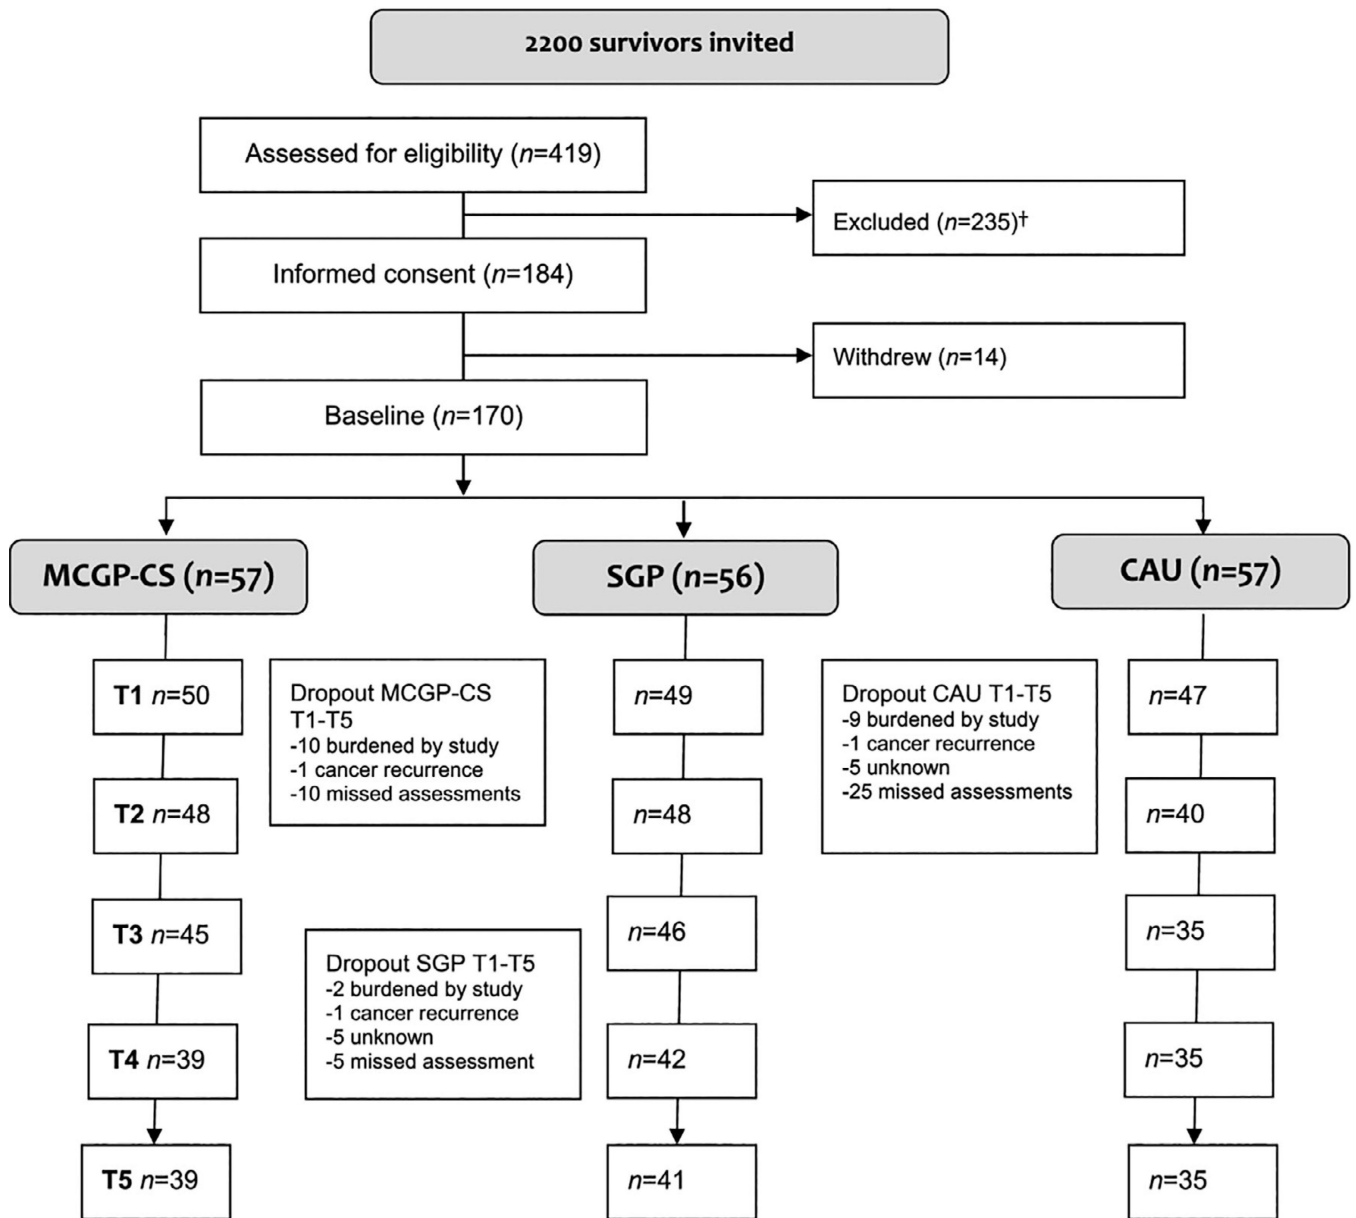 2200 survivors invited
Assessed for eligibility (n=419)
Excluded (n=235)†
Informed consent (n=184)
Withdrew (n=14)
Baseline (n=170)
MCGP-CS (n=57)
SGP (n=56)
CAU (n=57)
T1 n=50
Dropout MCGP-CS
T1-T5
-10 burdened by study
-1 cancer recurrence
-10 missed assessments
n=49
Dropout CAU T1-T5
-9 burdened by study
-1 cancer recurrence
-5 unknown
-25 missed assessments
n=47
T2 n=48
n=48
n=40
T3 n=45
Dropout SGP T1-T5
-2 burdened by study
-1 cancer recurrence
-5 unknown
-5 missed assessment
n=46
n=35
T4 n=39
n=42
n=35
T5 n=39
n=41
n=35